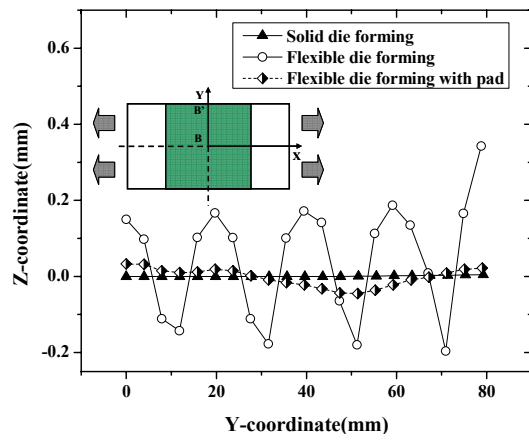 Solid die forming
Flexible die forming
Flexible die forming with pad
Y
B'
B
X
0.6
0.4
0.2
0.0
-0.2
Z-coordinate(mm)
0 20 40 60 80
Y-coordinate(mm)